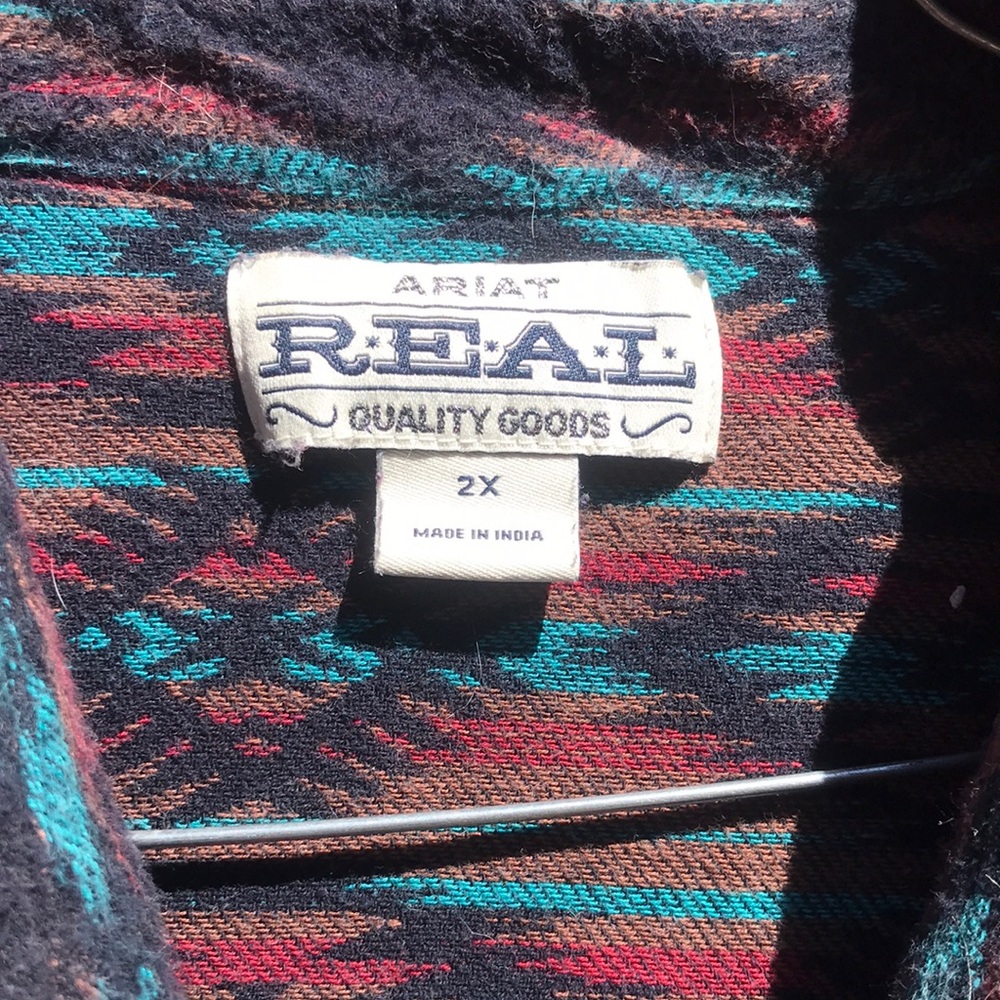 ARIAT
R·E·A·L·
QUALITY GOODS
2X
MADE IN INDIA